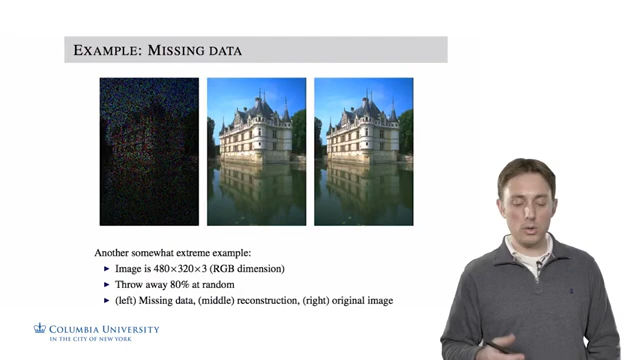 EXAMPLE: MISSING DATA
Another somewhat extreme example:
▶ Image is 480×320×3 (RGB dimension)
▶ Throw away 80% at random
▶ (left) Missing data, (middle) reconstruction, (right) original image
COLUMBIA UNIVERSITY
IN THE CITY OF NEW YORK